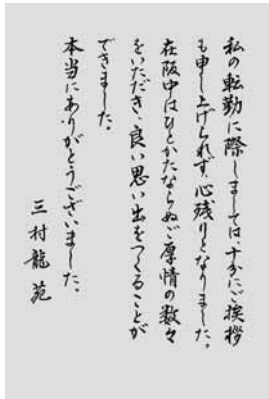 私の転勤に際しましては、十分にご挨拶
も申し上げられず、心残りとなりました。
在阪中はひとかたならぬご厚情の数々
をいただき、良い思い出をつくることが
できました。
本当にありがとうございました。
三村龍苑